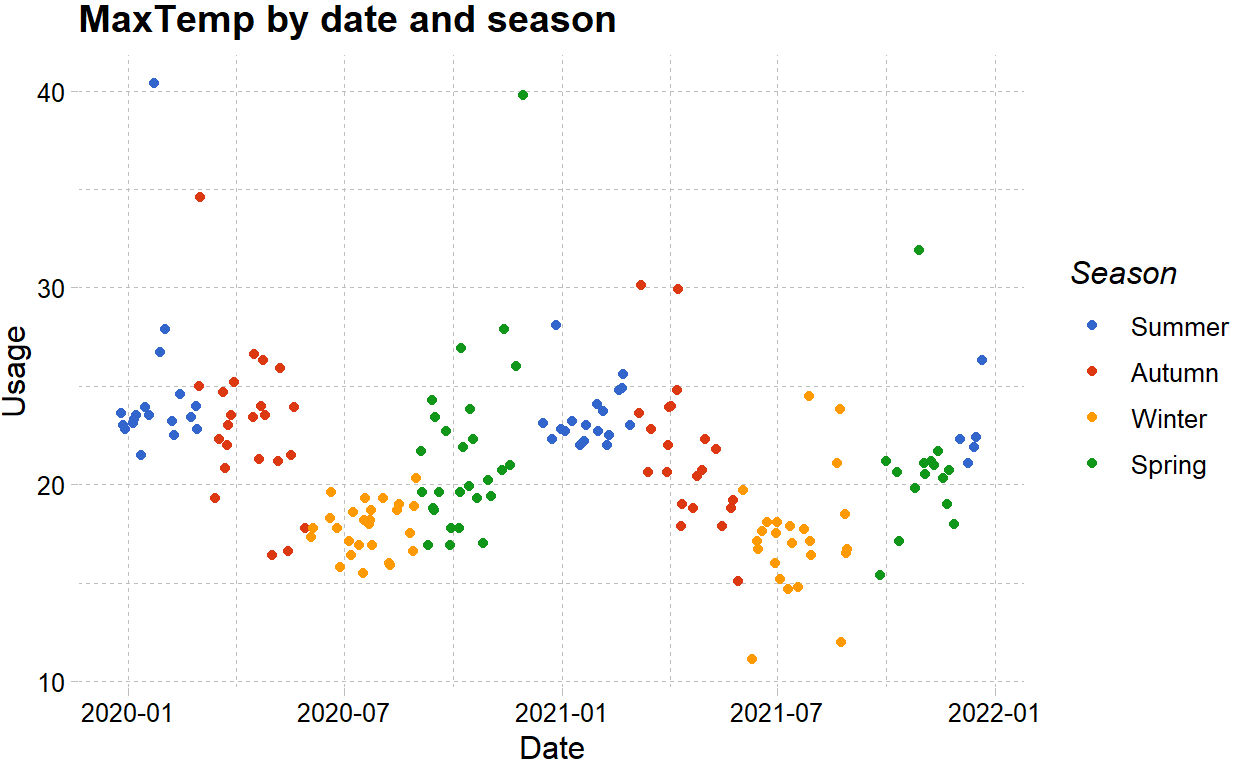 MaxTemp by date and season
40
30
20
10
Usage
2020-01
2020-07
2021-01
2021-07
2022-01
Date
Season
Summer
Autumn
Winter
Spring